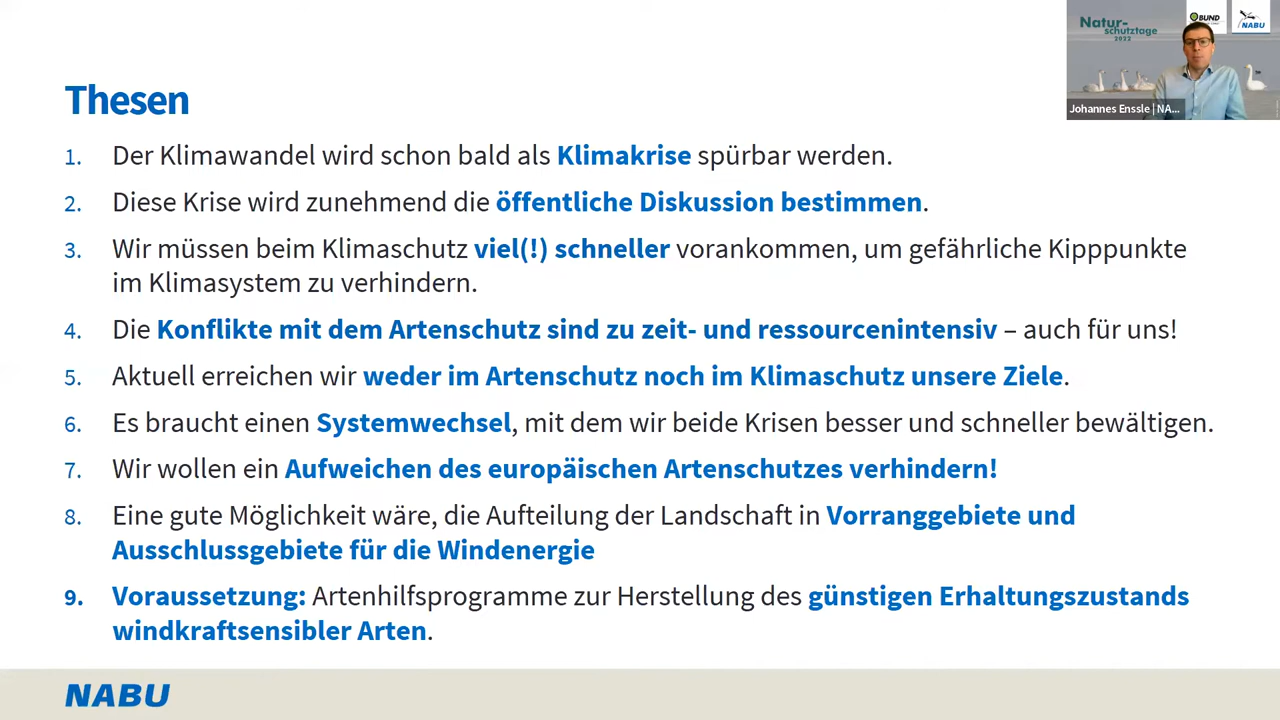 Natur-
schutztage
2022
BUND
NABU
Johannes Enssle | NA...
Thesen
1. Der Klimawandel wird schon bald als Klimakrise spürbar werden.
2. Diese Krise wird zunehmend die öffentliche Diskussion bestimmen.
3. Wir müssen beim Klimaschutz viel(!) schneller vorankommen, um gefährliche Kipppunkte
im Klimasystem zu verhindern.
4. Die Konflikte mit dem Artenschutz sind zu zeit- und ressourcenintensiv – auch für uns!
5. Aktuell erreichen wir weder im Artenschutz noch im Klimaschutz unsere Ziele.
6. Es braucht einen Systemwechsel, mit dem wir beide Krisen besser und schneller bewältigen.
7. Wir wollen ein Aufweichen des europäischen Artenschutzes verhindern!
8. Eine gute Möglichkeit wäre, die Aufteilung der Landschaft in Vorranggebiete und
Ausschlussgebiete für die Windenergie
9. Voraussetzung: Artenhilfsprogramme zur Herstellung des günstigen Erhaltungszustands
windkraftsensibler Arten.
NABU